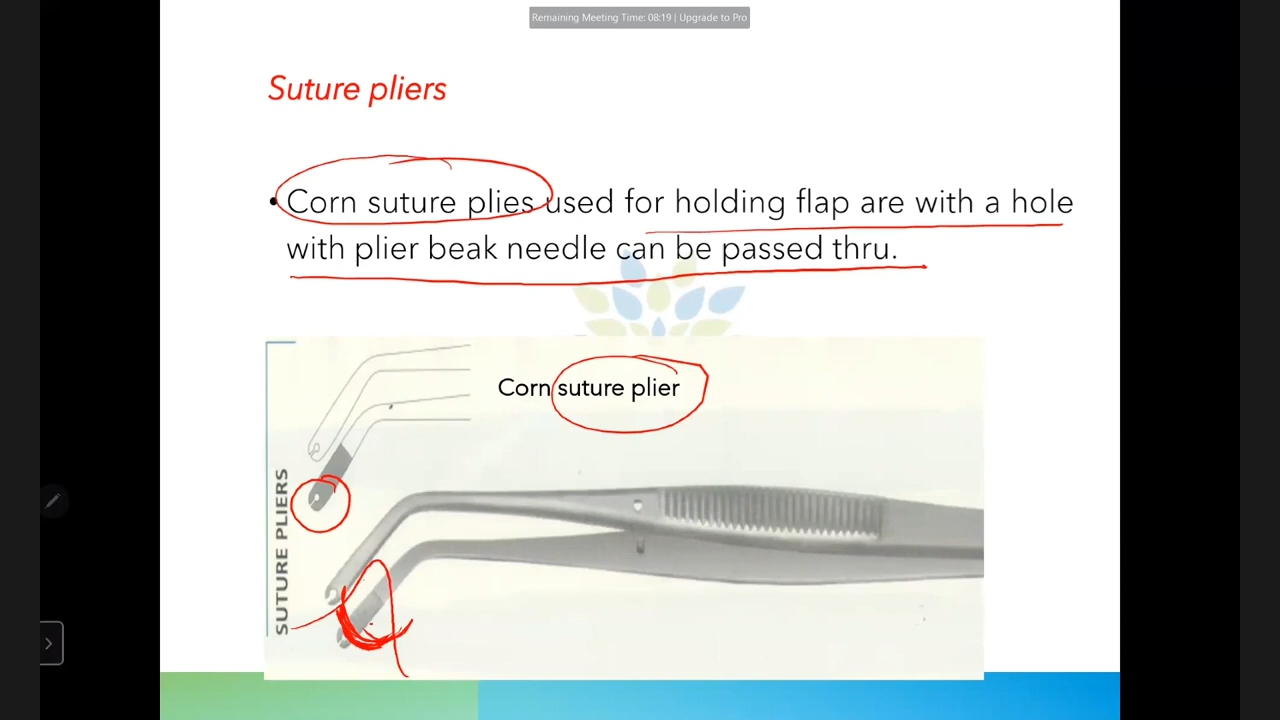 Remaining Meeting Time: 08:19 | Upgrade to Pro
Suture pliers
• Corn suture plies used for holding flap are with a hole
with plier beak needle can be passed thru.
Corn suture plier
SUTURE PLIERS